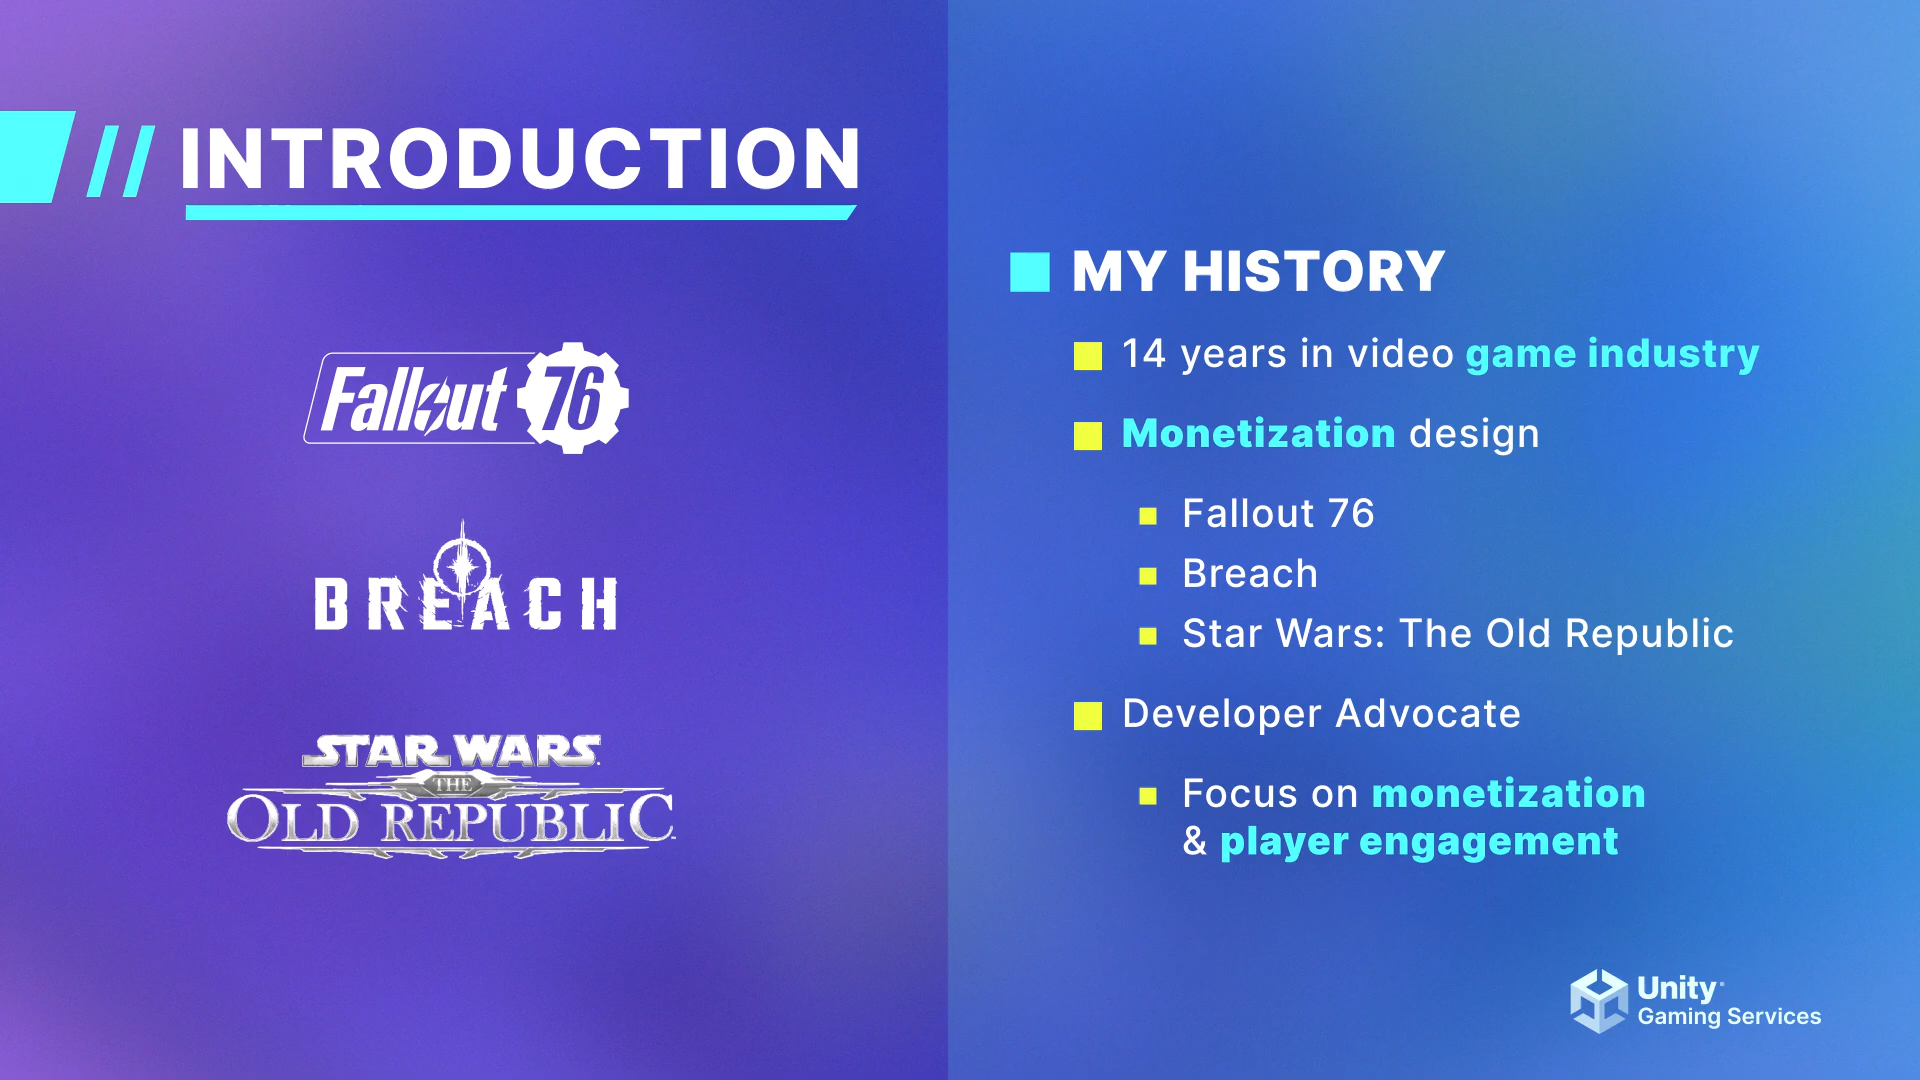 INTRODUCTION
Fallout 76
BREACH
STAR WARS
THE
OLD REPUBLIC
MY HISTORY
14 years in video game industry
Monetization design
Fallout 76
Breach
Star Wars: The Old Republic
Developer Advocate
Focus on monetization
& player engagement
Unity
Gaming Services